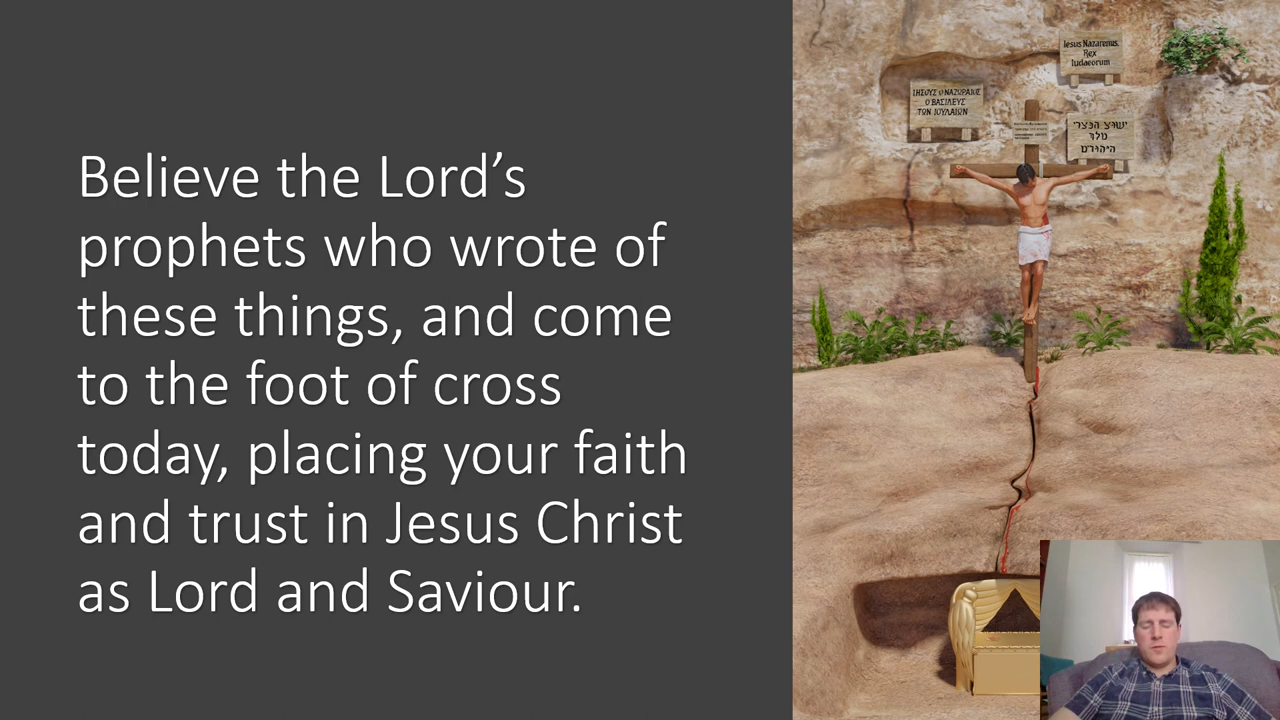 Believe the Lord’s
prophets who wrote of
these things, and come
to the foot of cross
today, placing your faith
and trust in Jesus Christ
as Lord and Saviour.
Iesus Nazarenus.
Rex
Iudaeorum
ΙΗΣΟΥΣ Ο ΝΑΖΩΡΑΙΟΣ
Ο ΒΑΣΙΛΕΥΣ
ΤΩΝ ΙΟΥΔΑΙΩΝ
ישוע הנצרי
מלך
היהודים